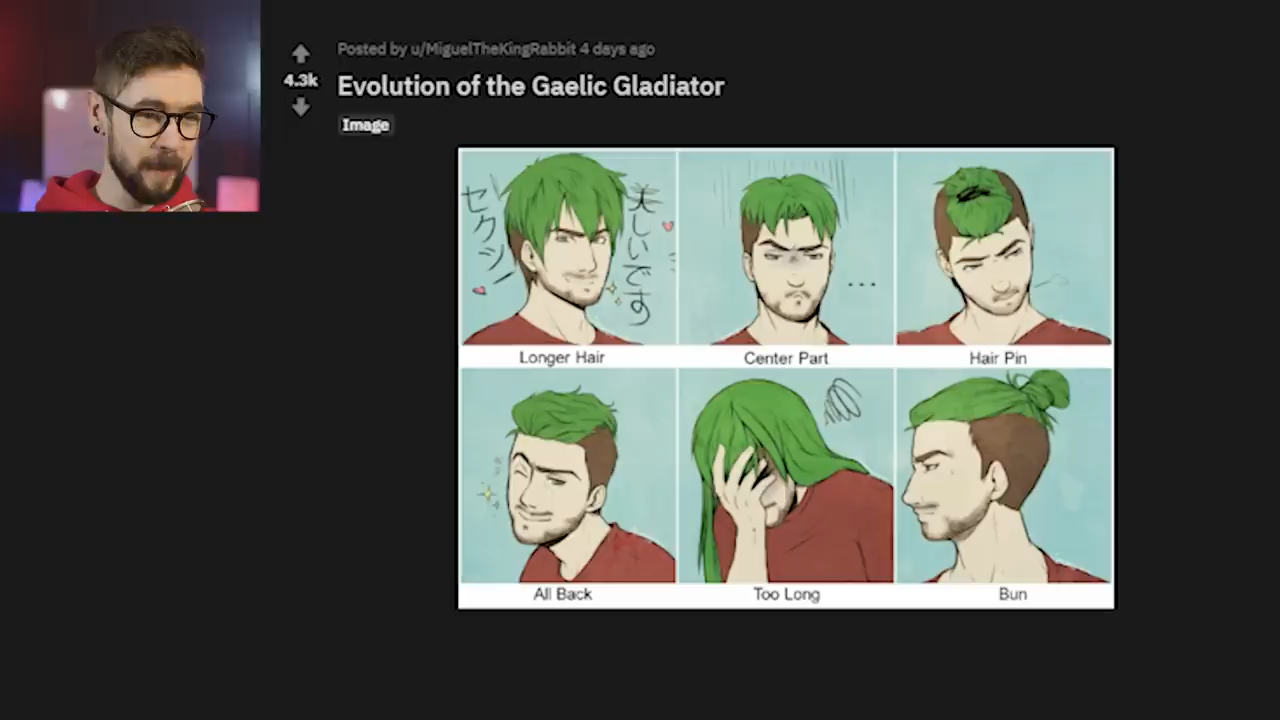 Posted by u/MiguelTheKingRabbit 4 days ago
4.3k
Evolution of the Gaelic Gladiator
Image
セクシィ
美しいです
...
Longer Hair
Center Part
Hair Pin
All Back
Too Long
Bun